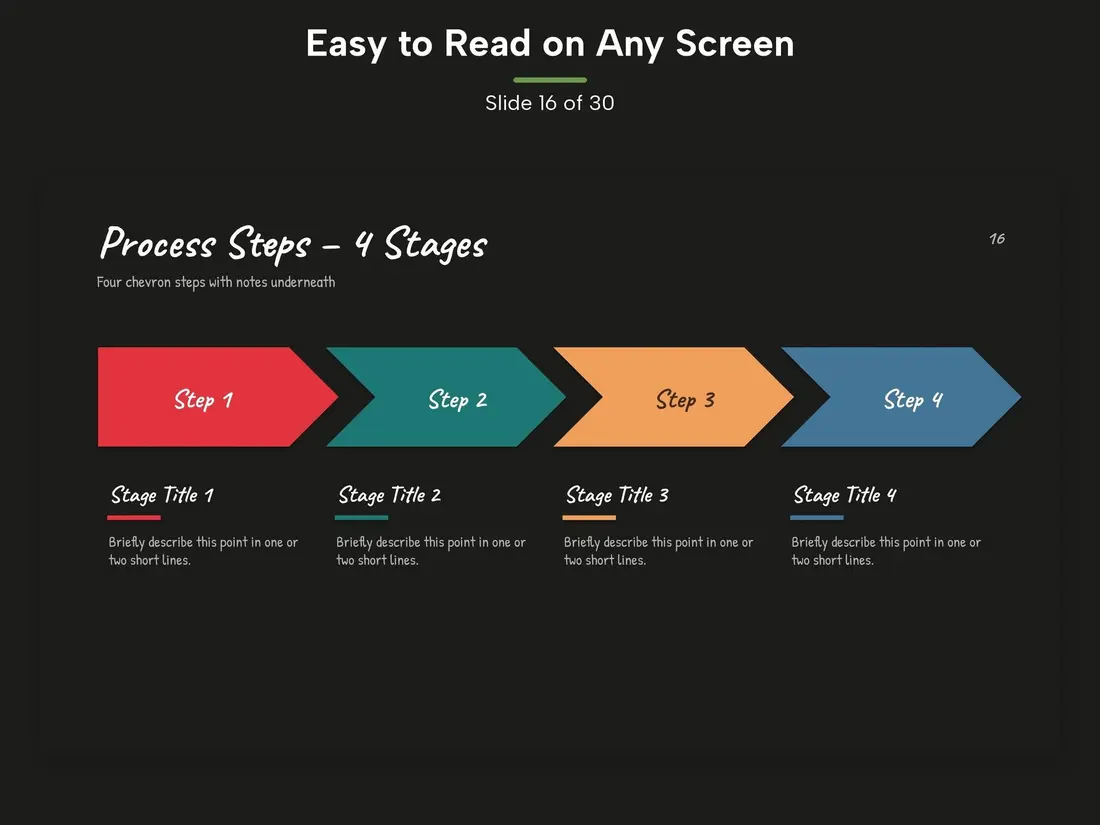 Easy to Read on Any Screen
Slide 16 of 30
Process Steps – 4 Stages
16
Four chevron steps with notes underneath
Step 1
Step 2
Step 3
Step 4
Stage Title 1
Briefly describe this point in one or
two short lines.
Stage Title 2
Briefly describe this point in one or
two short lines.
Stage Title 3
Briefly describe this point in one or
two short lines.
Stage Title 4
Briefly describe this point in one or
two short lines.